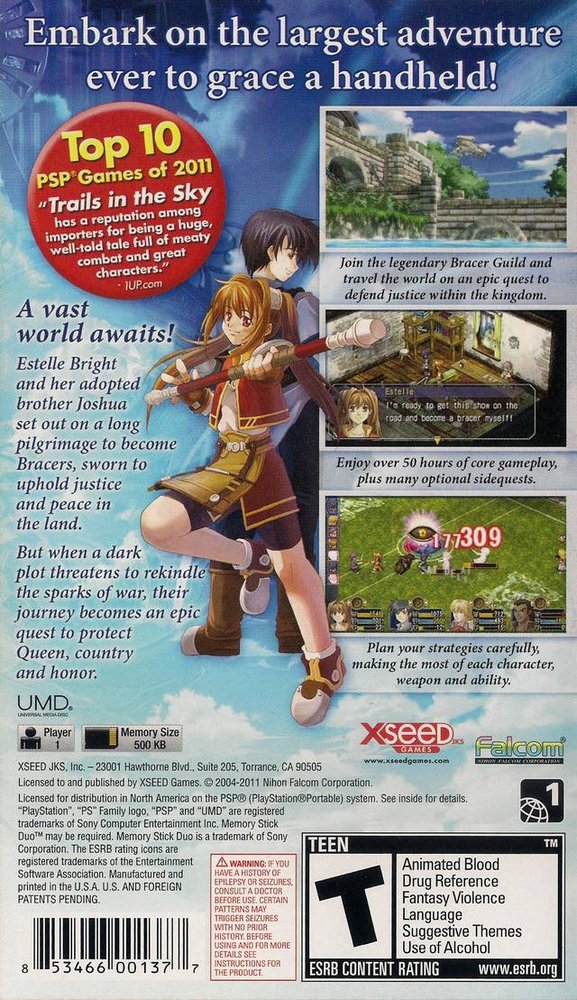 Embark on the largest adventure
ever to grace a handheld!
Top 10
PSP® Games of 2011
"Trails in the Sky
has a reputation among
importers for being a huge,
well-told tale full of meaty
combat and great
characters."
- 1UP.com
A vast
world awaits!
Estelle Bright
and her adopted
brother Joshua
set out on a long
pilgrimage to become
Bracers, sworn to
uphold justice
and peace in
the land.
But when a dark
plot threatens to rekindle
the sparks of war, their
journey becomes an epic
quest to protect
Queen, country
and honor.
Join the legendary Bracer Guild and
travel the world on an epic quest to
defend justice within the kingdom.
Estelle
I'm ready to get this show on the
road and become a bracer myself!
Enjoy over 50 hours of core gameplay,
plus many optional sidequests.
177309
Plan your strategies carefully,
making the most of each character,
weapon and ability.
UMD®
UNIVERSAL MEDIA DISC
Player
1
Memory Size
500 KB
XSEED JKS
GAMES
www.xseedgames.com
Falcom
NIHON FALCOM CORPORATION
XSEED JKS, Inc. – 23001 Hawthorne Blvd., Suite 205, Torrance, CA 90505
Licensed to and published by XSEED Games. © 2004-2011 Nihon Falcom Corporation.
Licensed for distribution in North America on the PSP® (PlayStation®Portable) system. See inside for details.
"PlayStation", "PS" Family logo, "PSP" and "UMD" are registered
trademarks of Sony Computer Entertainment Inc. Memory Stick
Duo™ may be required. Memory Stick Duo is a trademark of Sony
Corporation. The ESRB rating icons are
registered trademarks of the Entertainment
Software Association. Manufactured and
printed in the U.S.A. U.S. AND FOREIGN
PATENTS PENDING.
1
WARNING: IF YOU
HAVE A HISTORY OF
EPILEPSY OR SEIZURES,
CONSULT A DOCTOR
BEFORE USE. CERTAIN
PATTERNS MAY
TRIGGER SEIZURES
WITH NO PRIOR
HISTORY. BEFORE
USING AND FOR MORE
DETAILS SEE
INSTRUCTIONS FOR
THE PRODUCT.
TEEN
TM
T
Animated Blood
Drug Reference
Fantasy Violence
Language
Suggestive Themes
Use of Alcohol
ESRB CONTENT RATING www.esrb.org
8 53466 00137 7